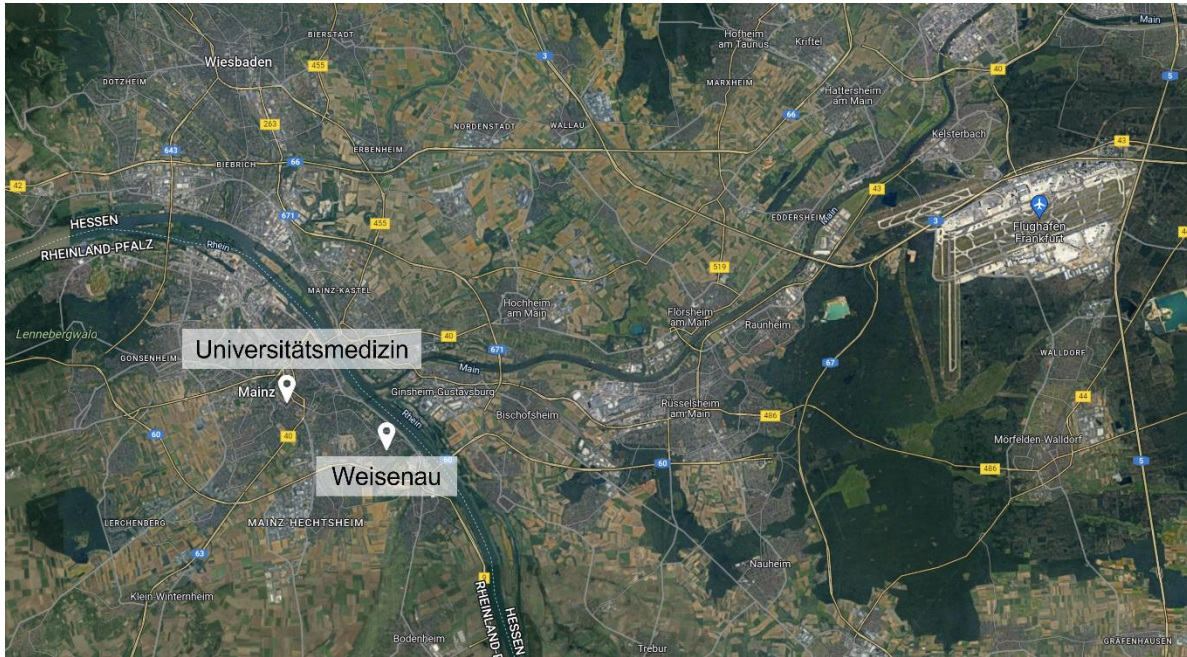 BIERSTADT
Hofheim
am Taunus
Kriftel
Main
Wiesbaden
455
3
40
5
DOTZHEIM
MARXHEIM
Hattersheim
am Main
263
NORDENSTADT
WALLAU
66
643
ERBENHEIM
Kelsterbach
43
BIEBRICH
66
42
43
671
455
EDDERSHEIM
Main
3
Flughafen
Frankfurt
HESSEN
RHEINLAND-PFALZ
Rhein
519
MAINZ-KASTEL
Hochheim
am Main
Flörsheim
am Main
Raunheim
Lennebergwald
40
671
WALLDORF
GONSENHEIM
Universitätsmedizin
Main
67
Mainz
Ginsheim-Gustavsburg
Rhein
Bischofsheim
Rüsselsheim
am Main
486
44
60
40
Mörfelden-Walldorf
60
60
486
5
Weisenau
LERCHENBERG
MAINZ-HECHTSHEIM
63
Nauheim
9
Klein-Winternheim
RHEINLAND-P
HESSEN
Bodenheim
Trebur
GRÄFENHAUSEN